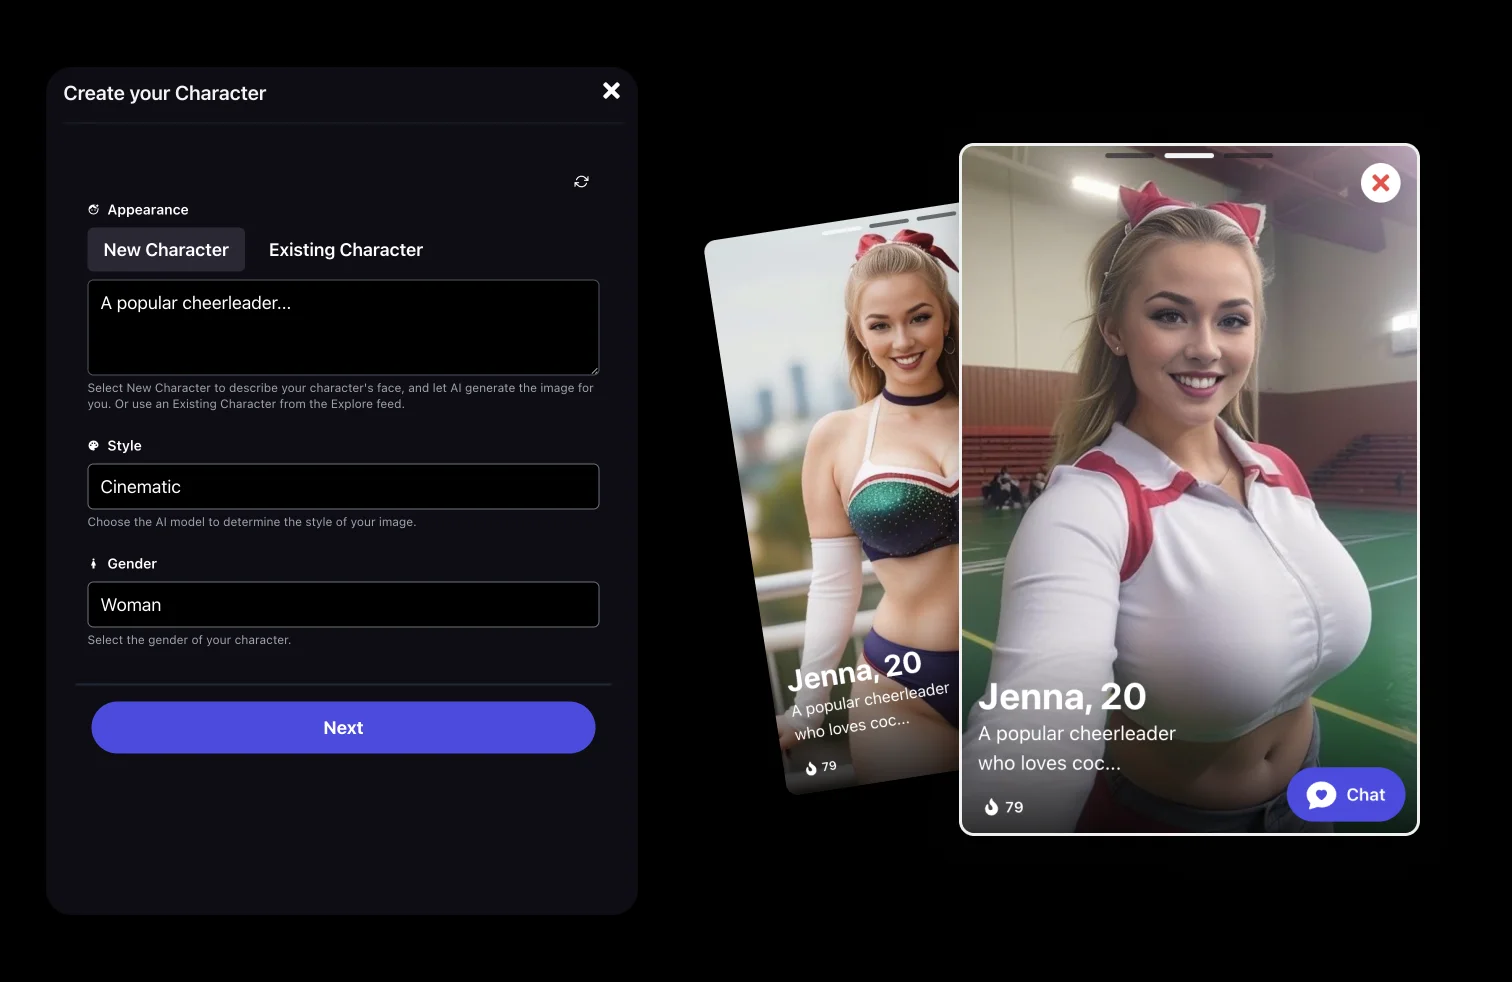 Create your Character
Appearance
New Character
Existing Character
A popular cheerleader...
Select New Character to describe your character's face, and let AI generate the image for
you. Or use an Existing Character from the Explore feed.
Style
Cinematic
Choose the AI model to determine the style of your image.
Gender
Woman
Select the gender of your character.
Next
Jenna, 20
A popular cheerleader
who loves coc...
79
Jenna, 20
A popular cheerleader
who loves coc...
79
Chat